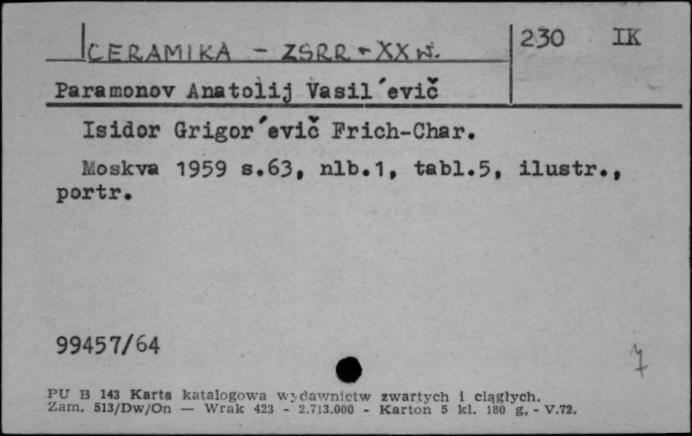 CERAMIKA - ZSRR - XX w.
230 IK
Paramonov Anatolij Vasil´evič
Isidor Grigor´evič Frich-Char.
Moskva 1959 s.63, nlb.1, tabl.5, ilustr.,
portr.
99457/64
7
PU B 143 Karta katalogowa wydawnictw zwartych i ciągłych.
Zam. 513/Dw/On — Wrak 423 - 2.713.000 - Karton 5 kl. 180 g, - V.72.